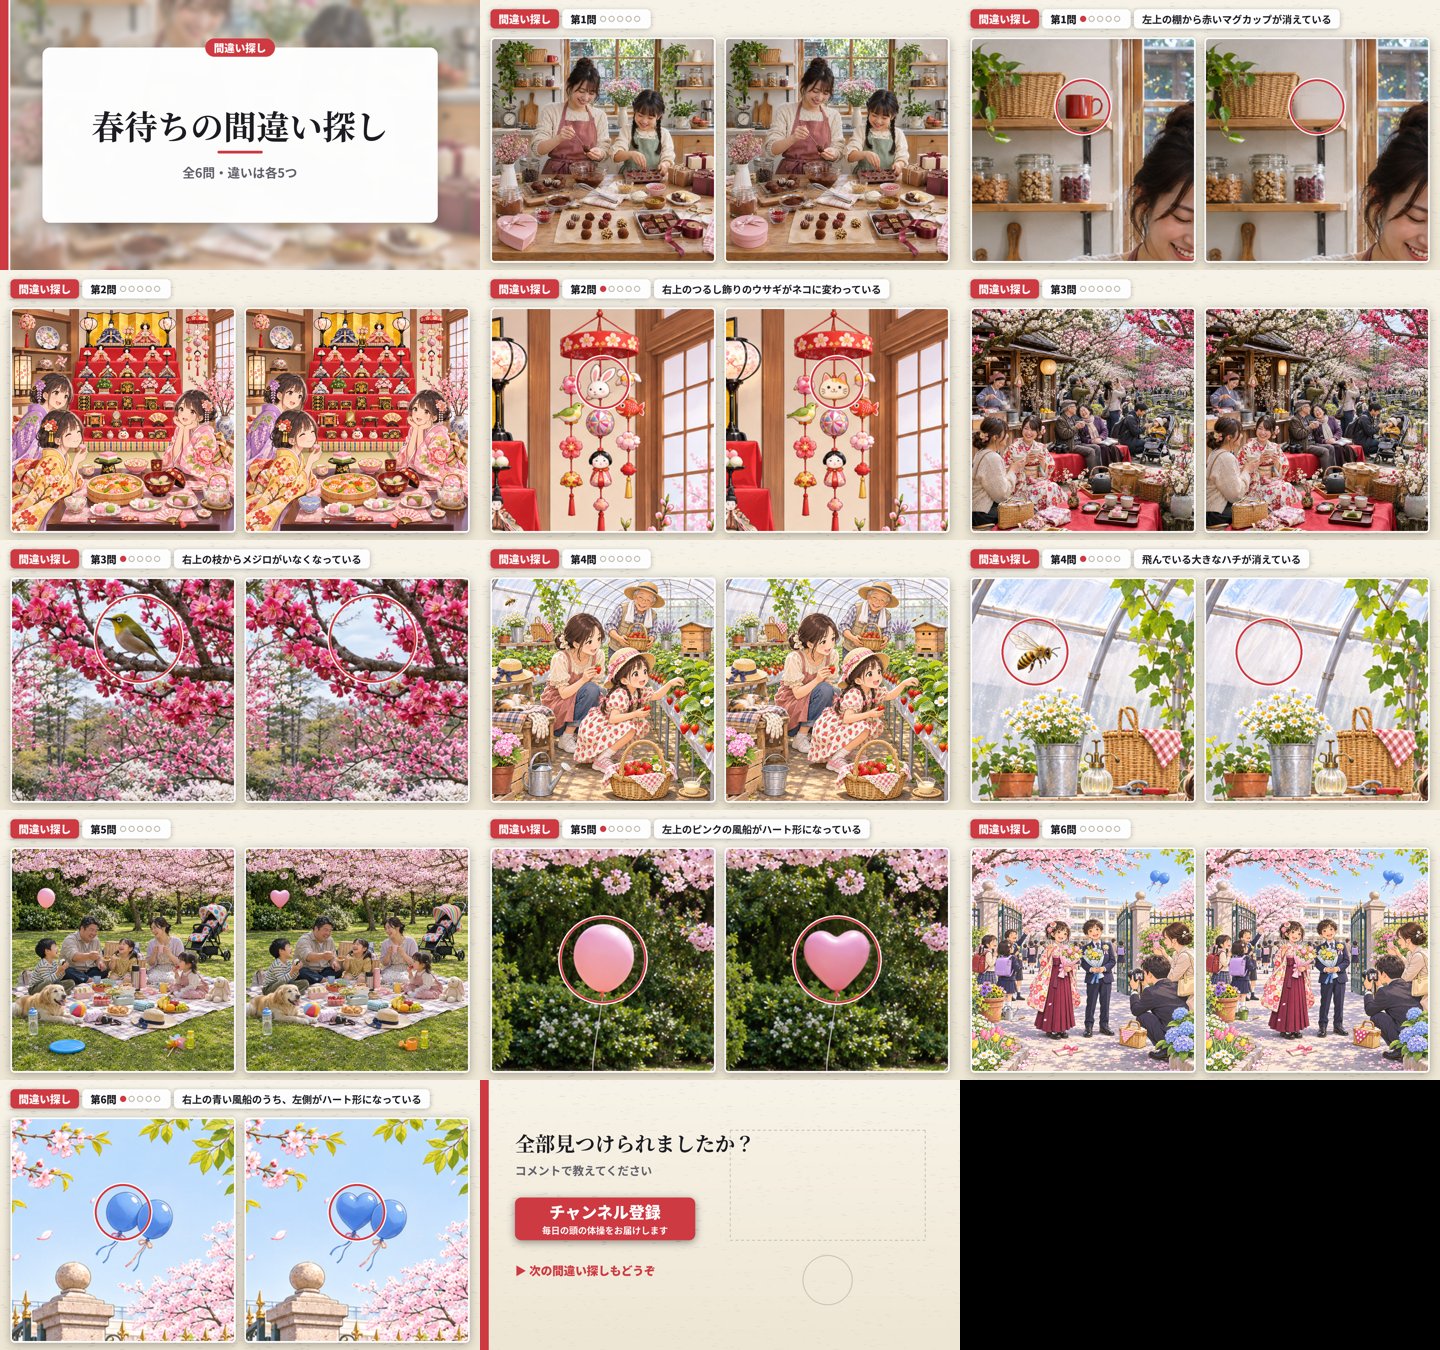 間違い探し
春待ちの間違い探し
全6問・違いは各5つ
間違い探し 第1問
間違い探し 第1問 左上の棚から赤いマグカップが消えている
間違い探し 第2問
間違い探し 第2問 右上のつるし飾りのウサギがネコに変わっている
間違い探し 第3問
間違い探し 第3問 右上の枝からメジロがいなくなっている
間違い探し 第4問
間違い探し 第4問 飛んでいる大きなハチが消えている
間違い探し 第5問
間違い探し 第5問 左上のピンクの風船がハート形になっている
間違い探し 第6問
間違い探し 第6問 右上の青い風船のうち、左側がハート形になっている
全部見つけられましたか？
コメントで教えてください
チャンネル登録
毎日の頭の体操をお届けします
▶ 次の間違い探しもどうぞ